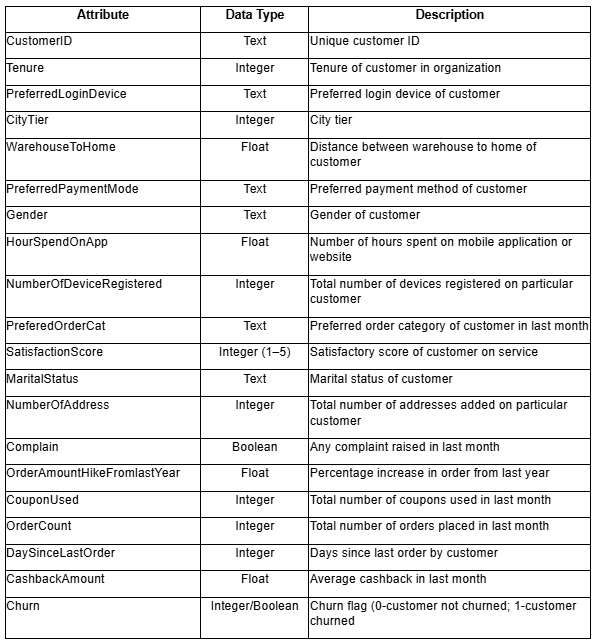 Attribute Data Type Description
CustomerID Text Unique customer ID
Tenure Integer Tenure of customer in organization
PreferredLoginDevice Text Preferred login device of customer
CityTier Integer City tier
WarehouseToHome Float Distance between warehouse to home of
customer
PreferredPaymentMode Text Preferred payment method of customer
Gender Text Gender of customer
HourSpendOnApp Float Number of hours spent on mobile application or
website
NumberOfDeviceRegistered Integer Total number of devices registered on particular
customer
PreferedOrderCat Text Preferred order category of customer in last month
SatisfactionScore Integer (1–5) Satisfactory score of customer on service
MaritalStatus Text Marital status of customer
NumberOfAddress Integer Total number of addresses added on particular
customer
Complain Boolean Any complaint raised in last month
OrderAmountHikeFromlastYear Float Percentage increase in order from last year
CouponUsed Integer Total number of coupons used in last month
OrderCount Integer Total number of orders placed in last month
DaySinceLastOrder Integer Days since last order by customer
CashbackAmount Float Average cashback in last month
Churn Integer/Boolean Churn flag (0-customer not churned; 1-customer
churned